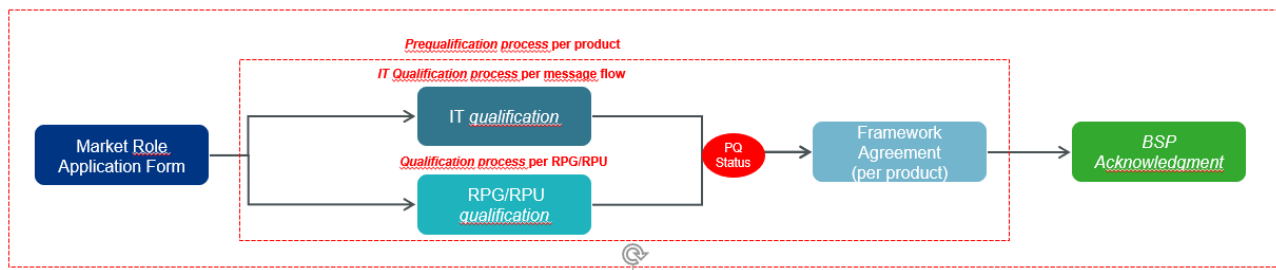 Prequalification process per product
IT Qualification process per message flow
IT qualification
Market Role
Application Form
Qualification process per RPG/RPU
RPG/RPU
qualification
PQ
Status
Framework
Agreement
(per product)
BSP
Acknowledgment